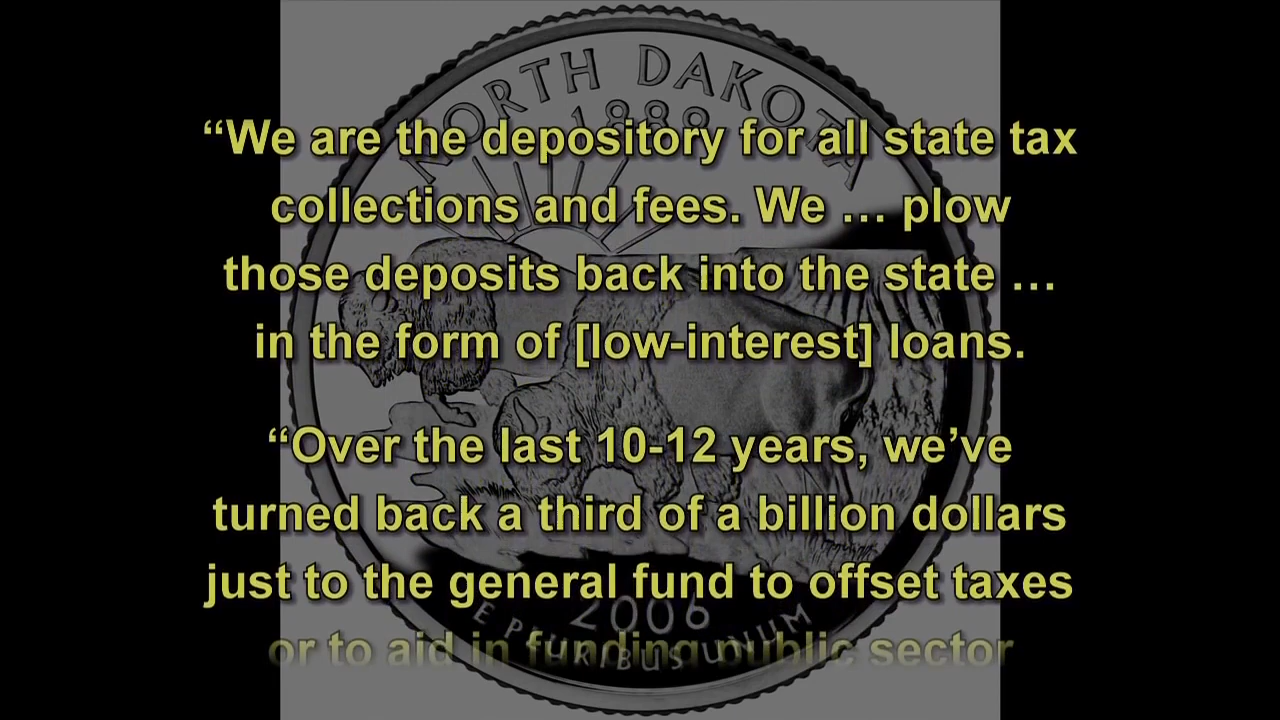 NORTH DAKOTA
1889
“We are the depository for all state tax
collections and fees. We … plow
those deposits back into the state …
in the form of [low-interest] loans.
“Over the last 10-12 years, we’ve
turned back a third of a billion dollars
just to the general fund to offset taxes
or to aid in funding public sector
2006
E PLURIBUS UNUM